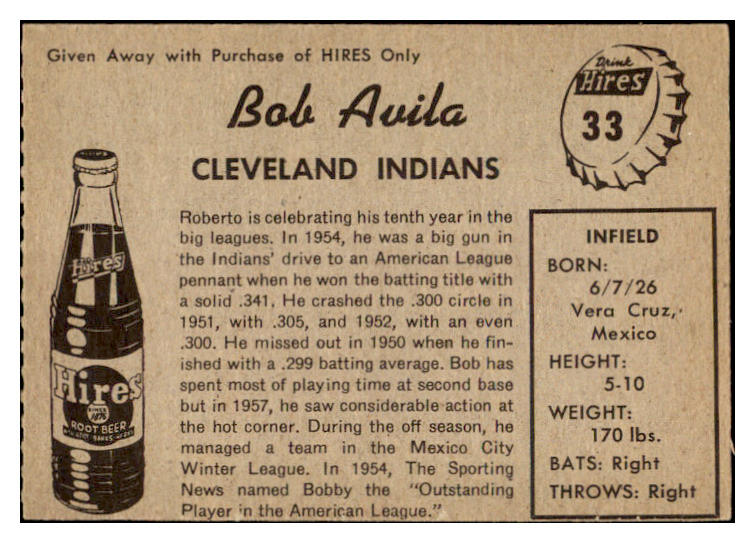 Given Away with Purchase of HIRES Only
Drink
Hires
33
Bob Avila
CLEVELAND INDIANS
Roberto is celebrating his tenth year in the
big leagues. In 1954, he was a big gun in
the Indians' drive to an American League
pennant when he won the batting title with
a solid .341. He crashed the .300 circle in
1951, with .305, and 1952, with an even
.300. He missed out in 1950 when he fin-
ished with a .299 batting average. Bob has
spent most of playing time at second base
but in 1957, he saw considerable action at
the hot corner. During the off season, he
managed a team in the Mexico City
Winter League. In 1954, The Sporting
News named Bobby the "Outstanding
Player in the American League."
INFIELD
BORN:
6/7/26
Vera Cruz,
Mexico
HEIGHT:
5-10
WEIGHT:
170 lbs.
BATS: Right
THROWS: Right
Hires
Hires
SINCE
1876
ROOT BEER